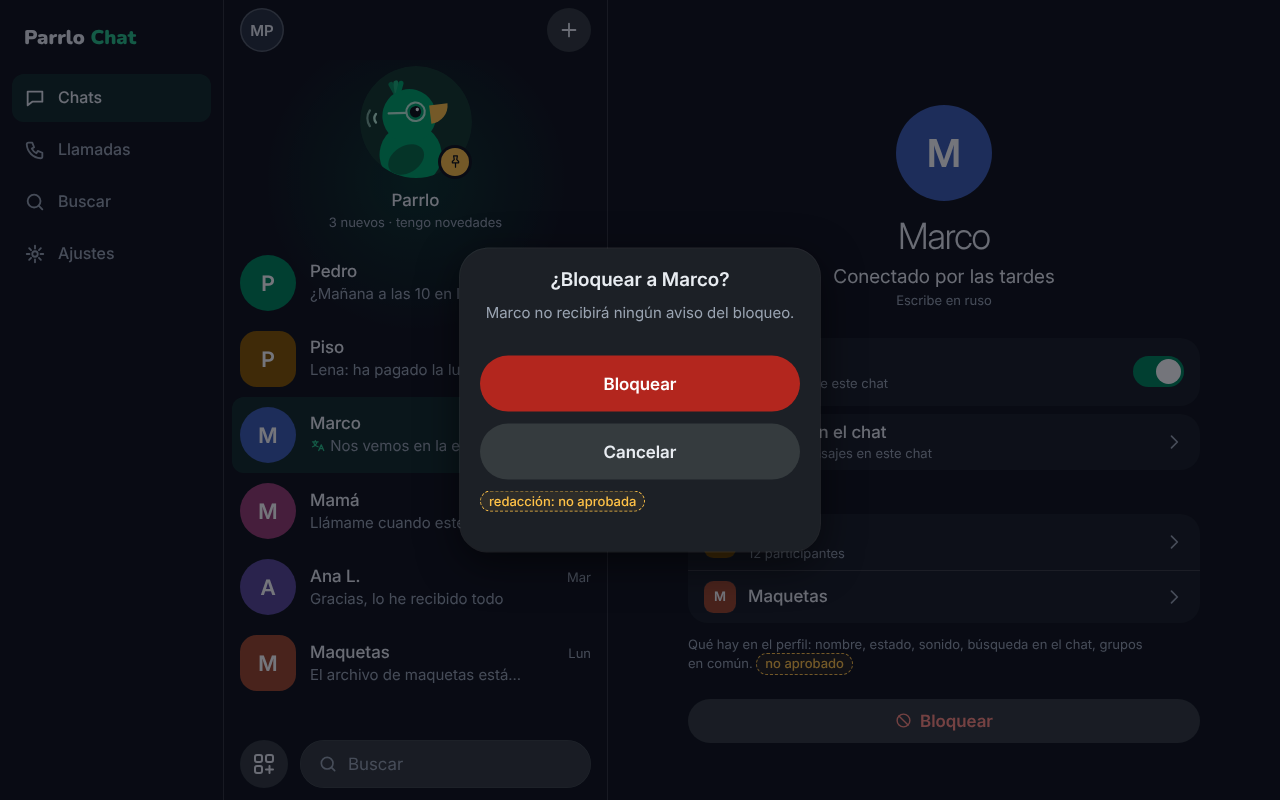 Parrlo Chat
Chats
Llamadas
Buscar
Ajustes
MP
Parrlo
3 nuevos · tengo novedades
P
Pedro
¿Mañana a las 10 en
P
Piso
Lena: ha pagado la
M
Marco
Nos vemos en la
M
Mamá
Llámame cuando
A
Ana L.
Mar
Gracias, lo he recibido todo
M
Maquetas
Lun
El archivo de maquetas está…
Buscar
¿Bloquear a Marco?
Marco no recibirá ningún aviso del bloqueo.
Bloquear
Cancelar
redacción: no aprobada
M
Marco
Conectado por las tardes
Escribe en ruso
este chat
el chat
en este chat
12 participantes
M
Maquetas
Qué hay en el perfil: nombre, estado, sonido, búsqueda en el chat, grupos
en común. no aprobado
Bloquear